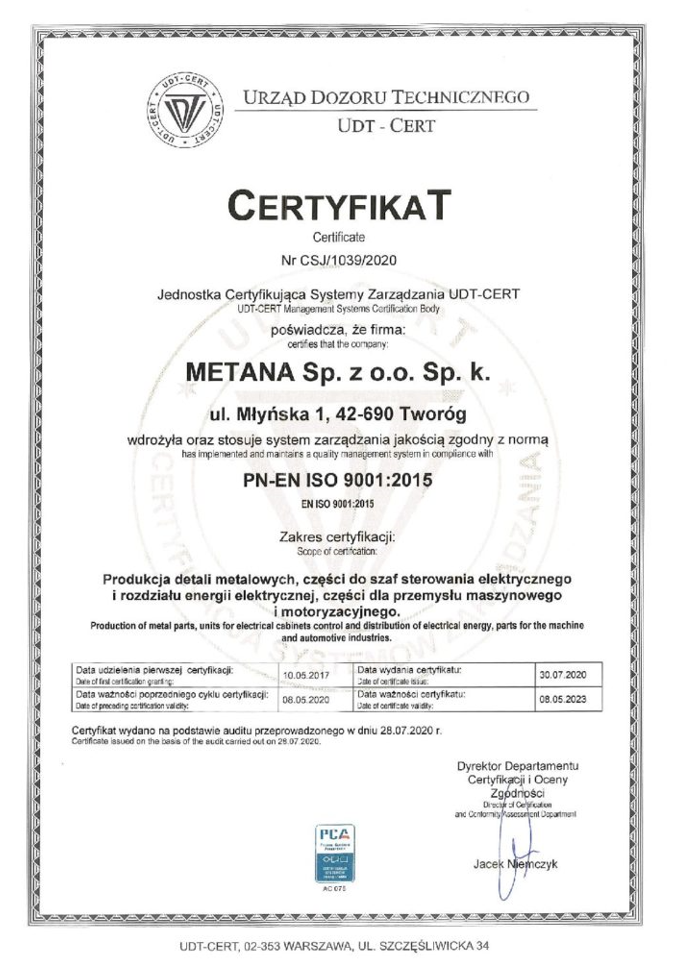 UDT-CERT * UDT-CERT * UDT-CERT
URZĄD DOZORU TECHNICZNEGO
UDT - CERT
CERTYFIKAT
Certificate
Nr CSJ/1039/2020
Jednostka Certyfikująca Systemy Zarządzania UDT-CERT
UDT-CERT Management Systems Certification Body
poświadcza, że firma:
certifies that the company:
METANA Sp. z o.o. Sp. k.
ul. Młyńska 1, 42-690 Tworóg
wdrożyła oraz stosuje system zarządzania jakością zgodny z normą
has implemented and maintains a quality management system in compliance with
PN-EN ISO 9001:2015
EN ISO 9001:2015
Zakres certyfikacji:
Scope of certifcation:
Produkcja detali metalowych, części do szaf sterowania elektrycznego
i rozdziału energii elektrycznej, części dla przemysłu maszynowego
i motoryzacyjnego.
Production of metal parts, units for electrical cabinets control and distribution of electrical energy, parts for the machine
and automotive industries.
Data udzielenia pierwszej certyfikacji: 10.05.2017 Data wydania certyfikatu: 30.07.2020
Date of first certification granting: Date of certificate issue:
Data ważności poprzedniego cyklu certyfikacji: 08.05.2020 Data ważności certyfikatu: 08.05.2023
Date of preceding certification validity: Date of certificate validity:
Certyfikat wydano na podstawie auditu przeprowadzonego w dniu 28.07.2020 r.
Certificate issued on the basis of the audit carried out on 28.07.2020.
Dyrektor Departamentu
Certyfikacji i Oceny
Zgodności
Director of Certification
and Conformity Assessment Department
Jacek Niemczyk
PCA
AC 075
UDT-CERT, 02-353 WARSZAWA, UL. SZCZĘŚLIWICKA 34